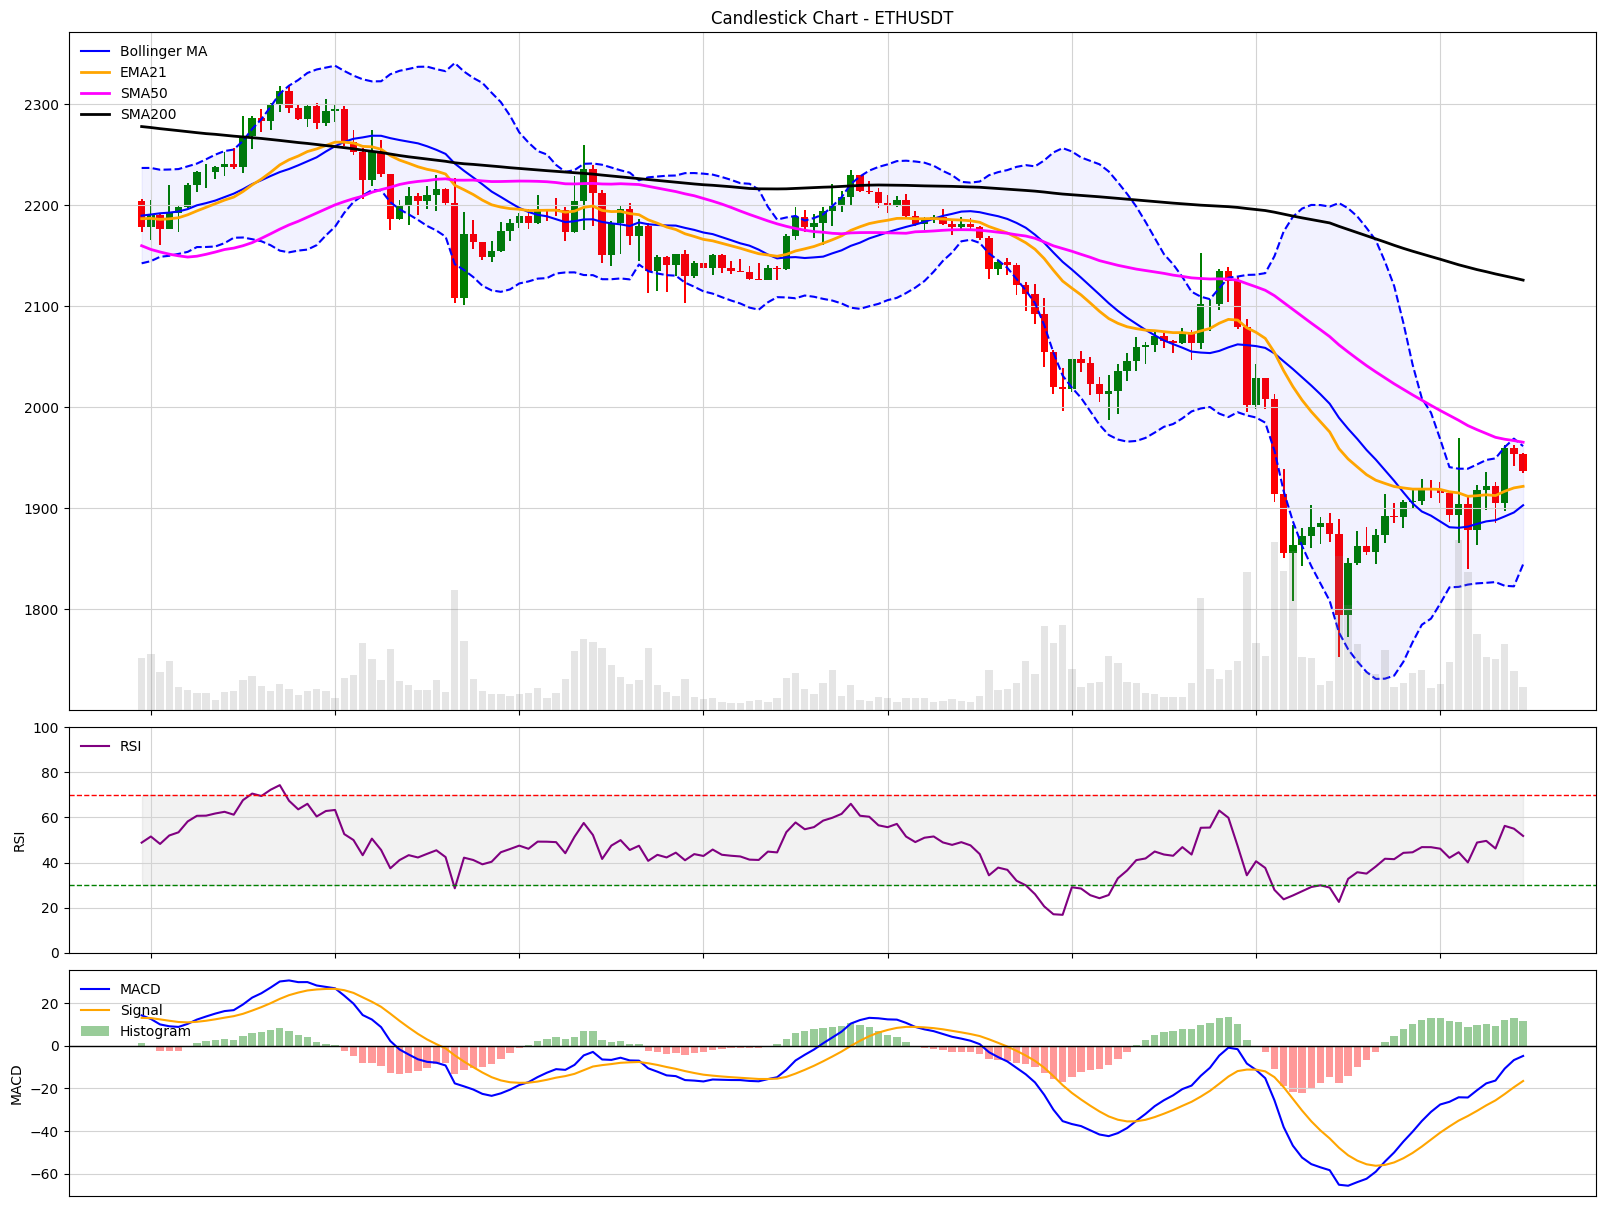 Candlestick Chart - ETHUSDT
Bollinger MA
EMA21
SMA50
SMA200
2300
2200
2100
2000
1900
1800
RSI
100
80
60
40
20
0
RSI
MACD
Signal
Histogram
20
0
−20
−40
−60
MACD